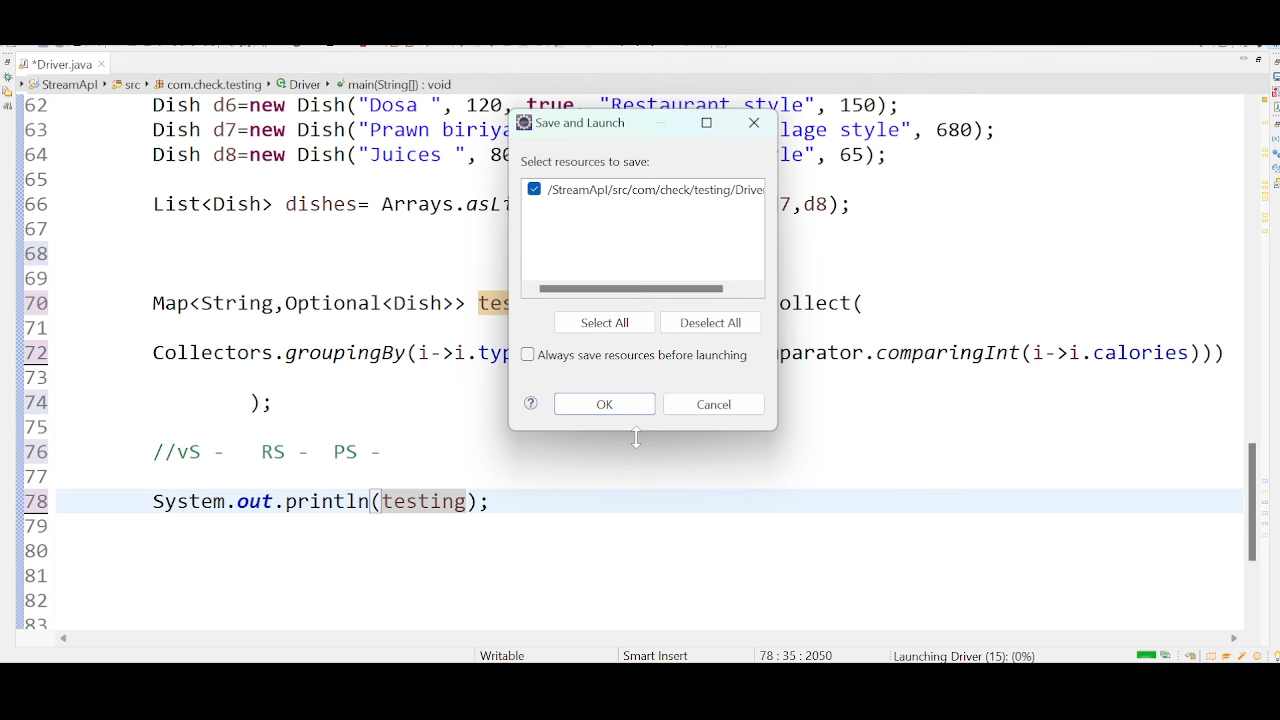 *Driver.java
StreamApI src com.check.testing Driver main(String[]) : void
62 Dish d6=new Dish("Dosa ", 120, true, "Restaurant style", 150);
63 Dish d7=new Dish("Prawn biriya lage style", 680);
64 Dish d8=new Dish("Juices ", 80 le", 65);
65
66 List<Dish> dishes= Arrays.asLi 7,d8);
67
68
69
70 Map<String,Optional<Dish>> tes ollect(
71
72 Collectors.groupingBy(i->i.typ parator.comparingInt(i->i.calories)))
73
74 );
75
76 //vS - RS - PS -
77
78 System.out.println(testing);
79
80
81
82
83
Save and Launch
Select resources to save:
/StreamApI/src/com/check/testing/Drive
Select All Deselect All
Always save resources before launching
OK Cancel
Writable Smart Insert 78 : 35 : 2050 Launching Driver (15): (0%)